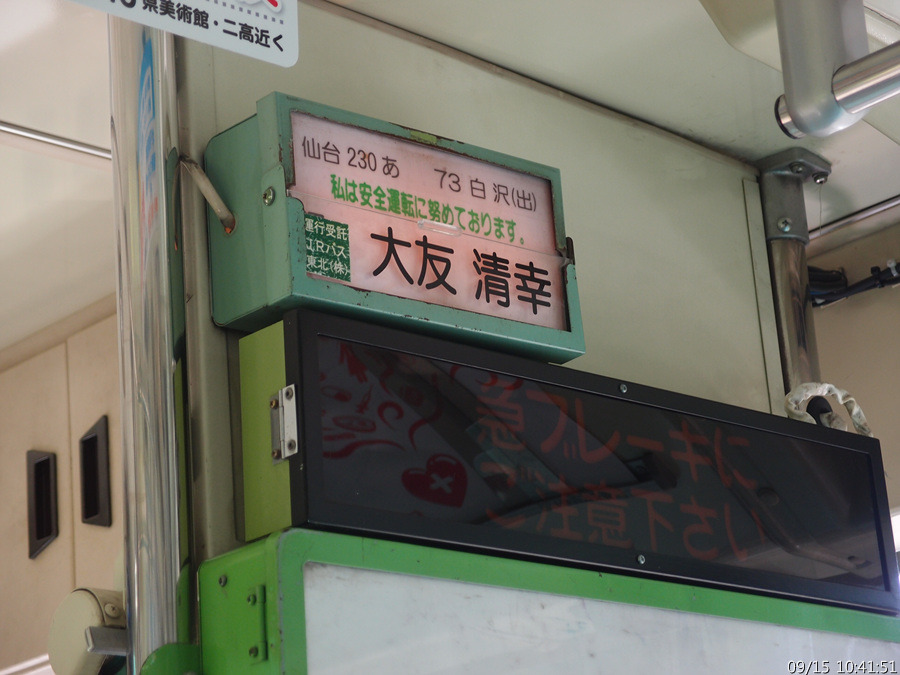 県美術館・二高近く
仙台 230 あ 73 白沢(出)
私は安全運転に努めております。
運行受託
JRバス
東北(株)
大友 清幸
急ブレーキに
ご注意下さい
09/15 10:41:51